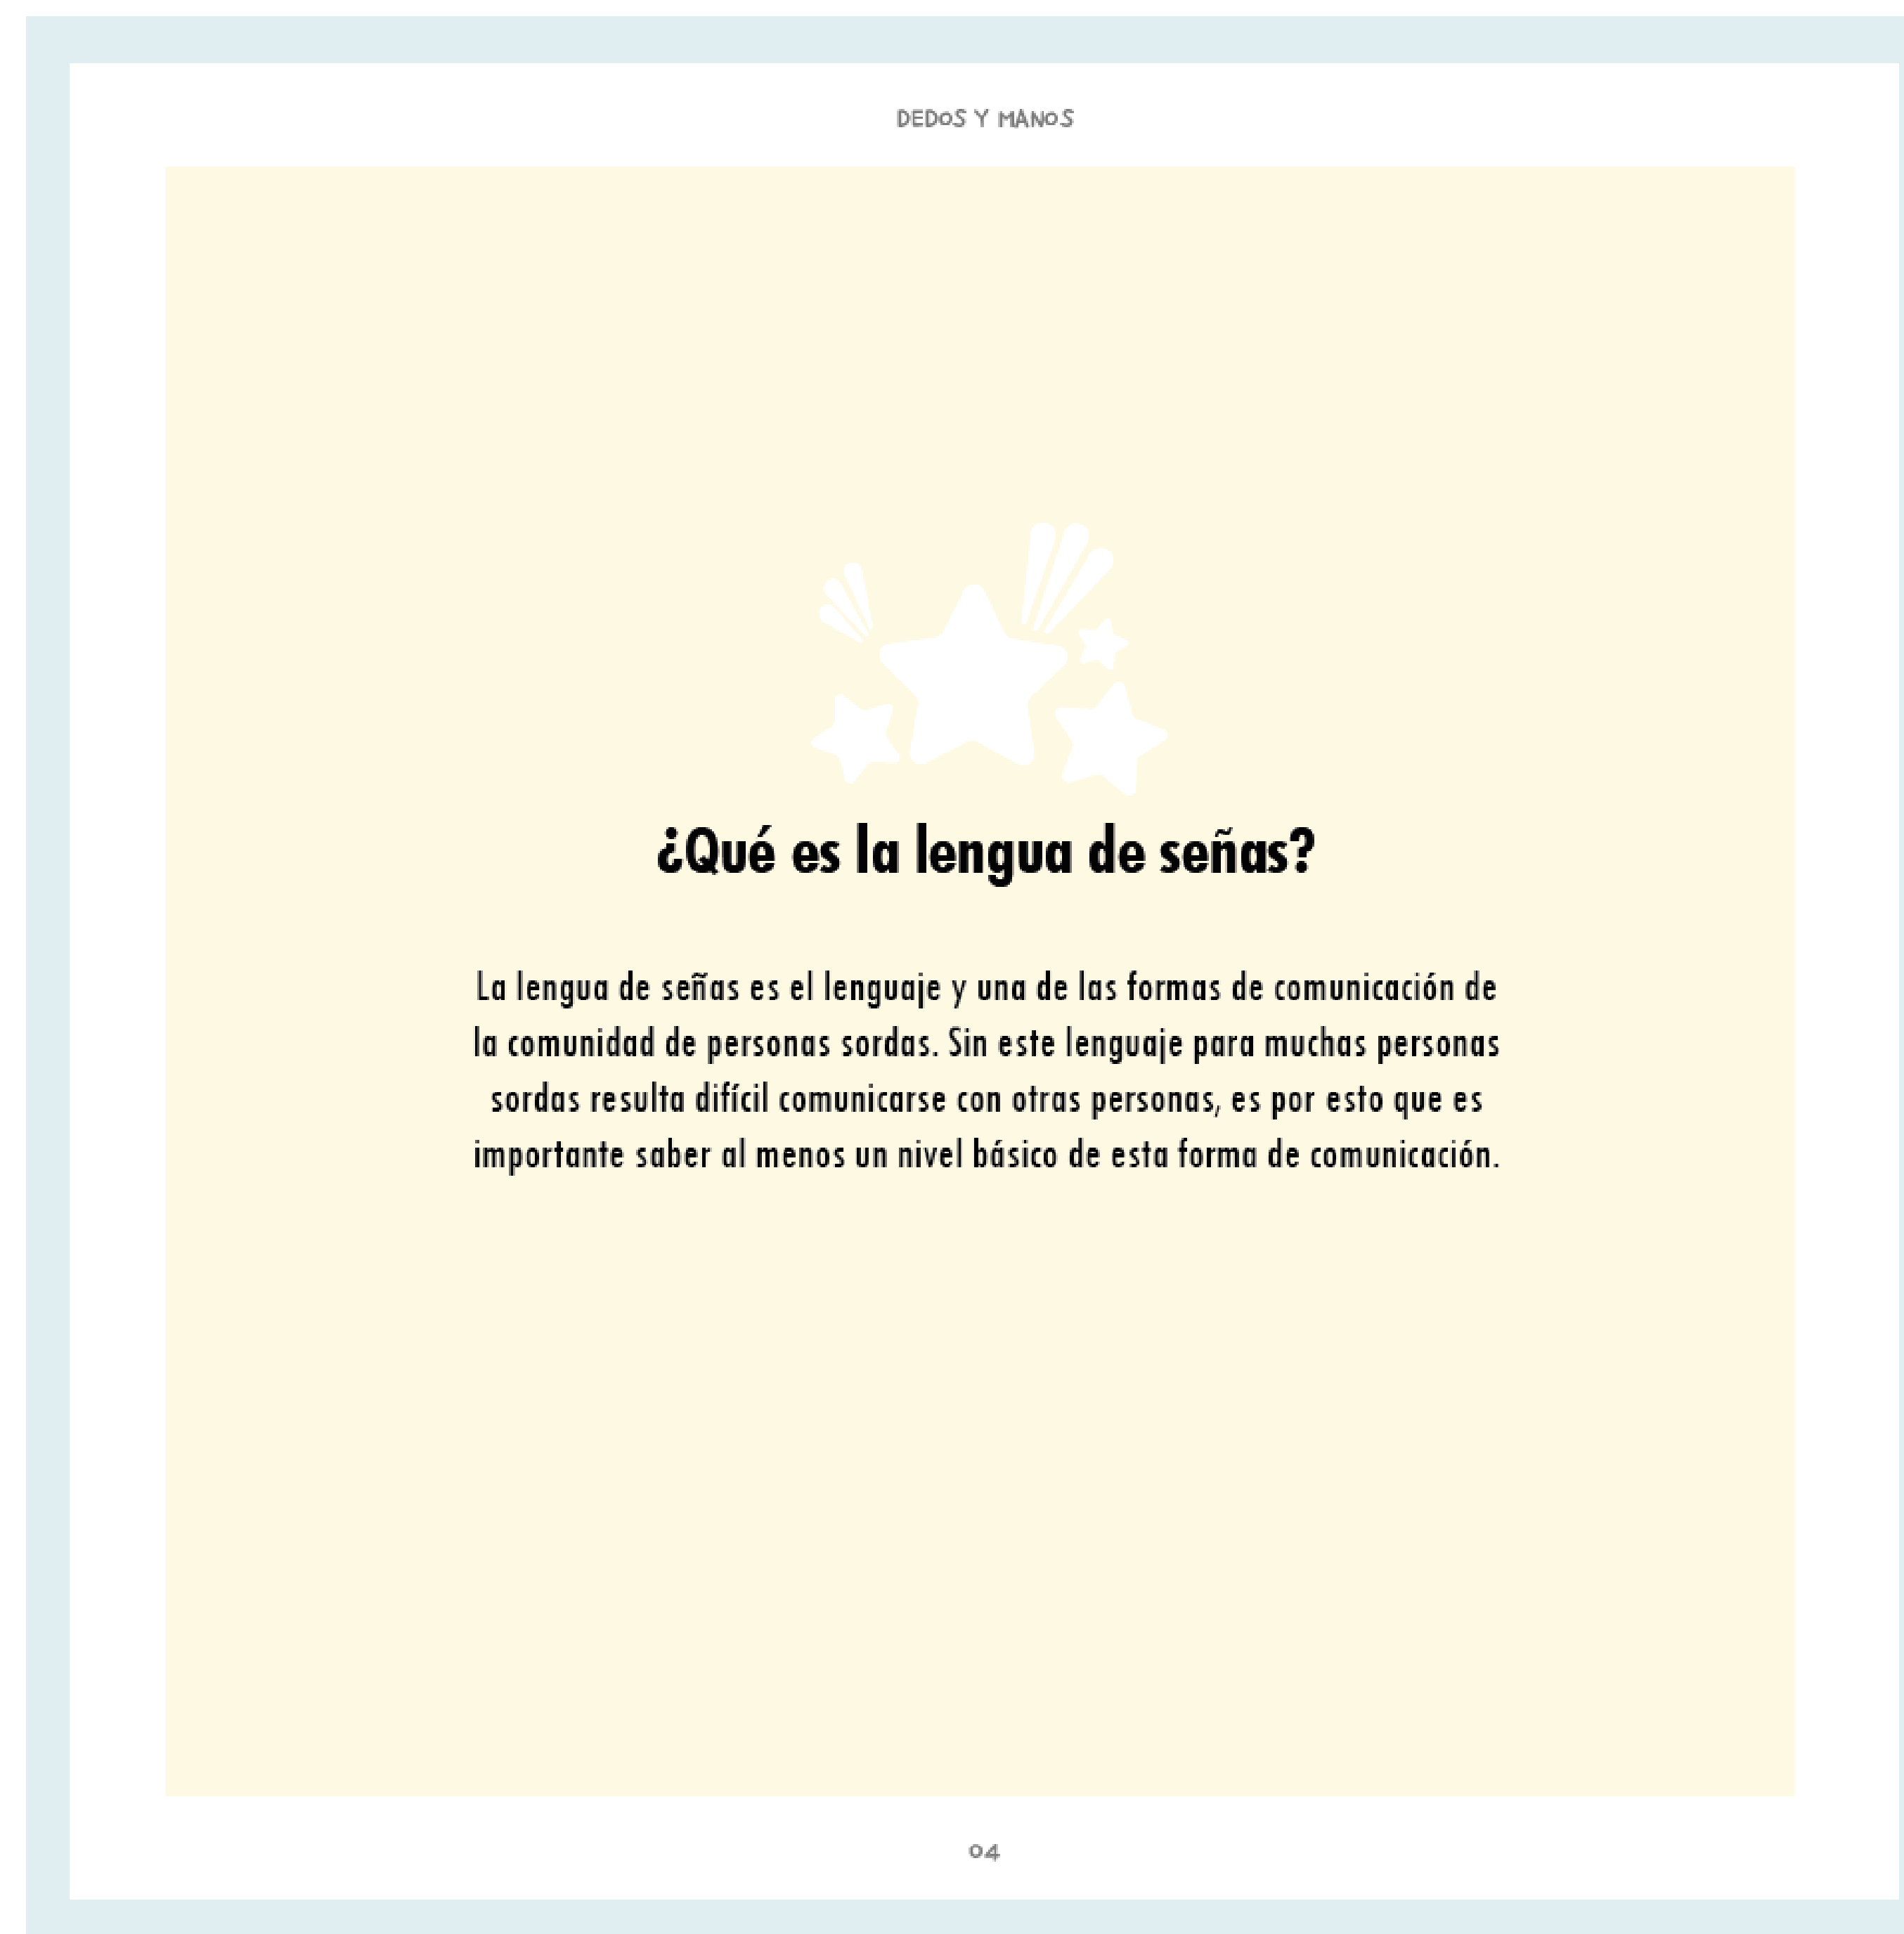 DEDOS Y MANOS
¿Qué es la lengua de señas?
La lengua de señas es el lenguaje y una de las formas de comunicación de
la comunidad de personas sordas. Sin este lenguaje para muchas personas
sordas resulta difícil comunicarse con otras personas, es por esto que es
importante saber al menos un nivel básico de esta forma de comunicación.
04